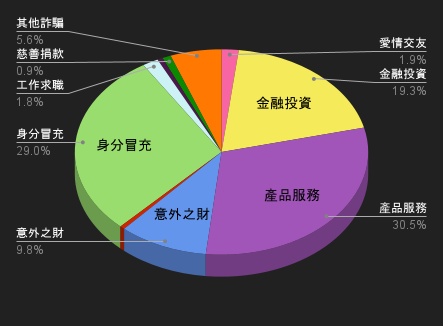 其他詐騙
5.6%
慈善捐款
0.9%
工作求職
1.8%
身分冒充
29.0%
意外之財
9.8%
愛情交友
1.9%
金融投資
19.3%
產品服務
30.5%
金融投資
身分冒充
產品服務
意外之財